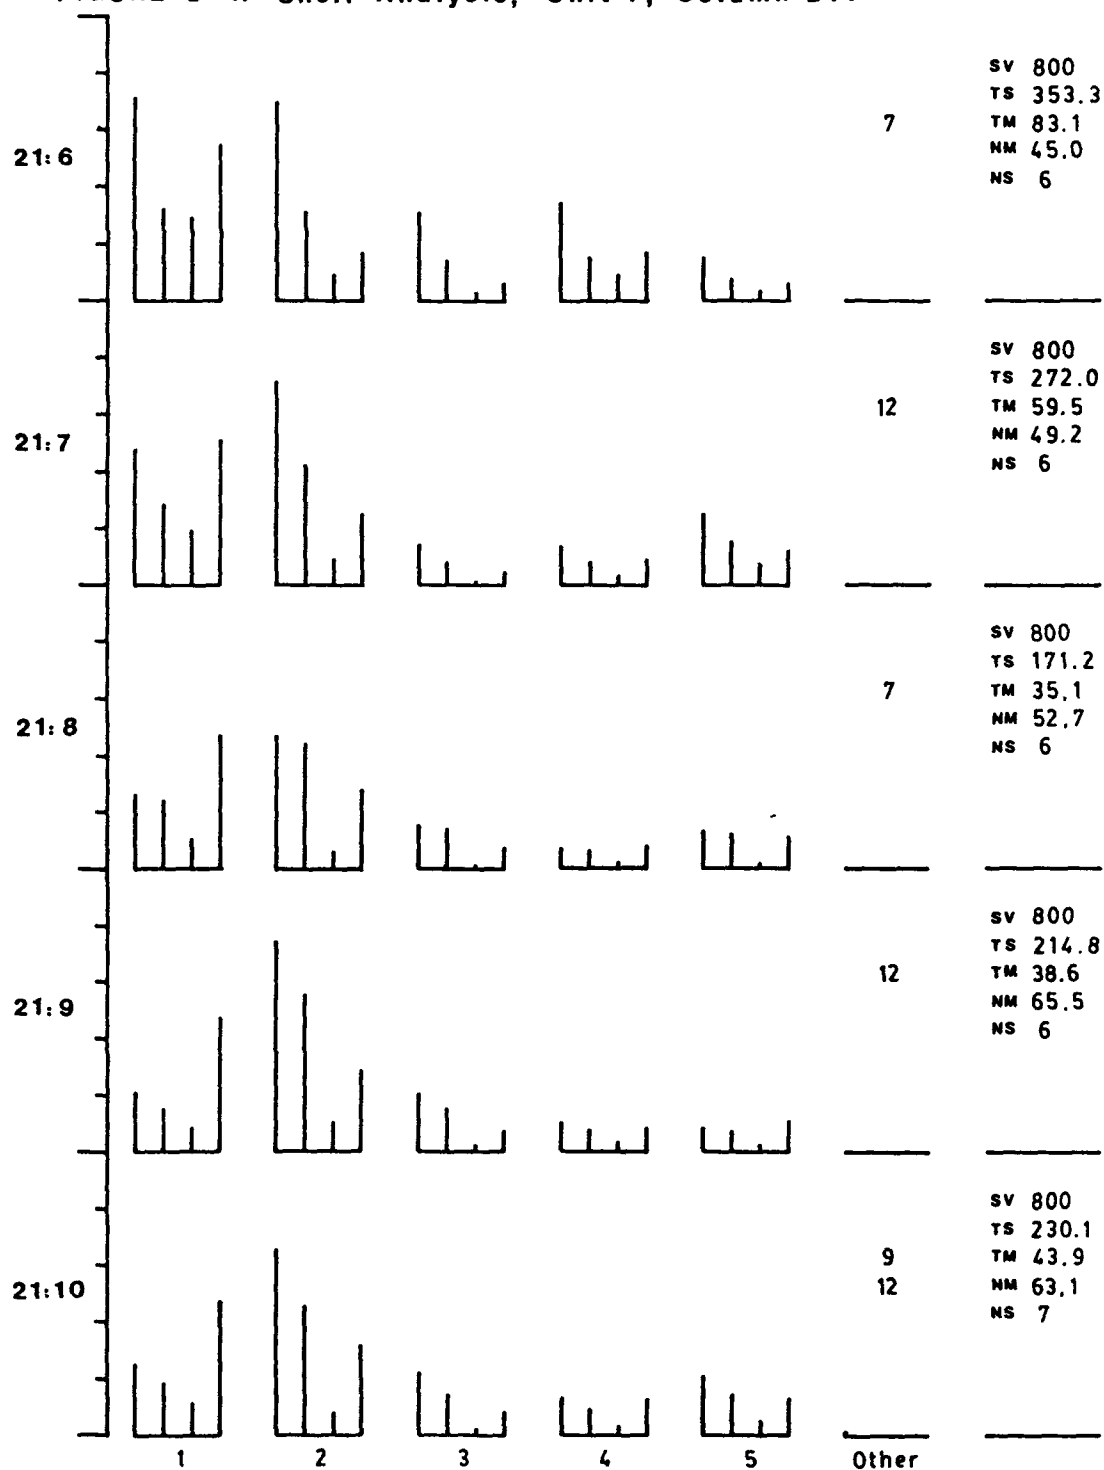 21:6
7
SV 800
TS 353.3
TM 83.1
NM 45.0
NS 6
21:7
12
SV 800
TS 272.0
TM 59.5
NM 49.2
NS 6
21:8
7
SV 800
TS 171.2
TM 35.1
NM 52.7
NS 6
21:9
12
SV 800
TS 214.8
TM 38.6
NM 65.5
NS 6
21:10
9
12
SV 800
TS 230.1
TM 43.9
NM 63.1
NS 7
1 2 3 4 5 Other